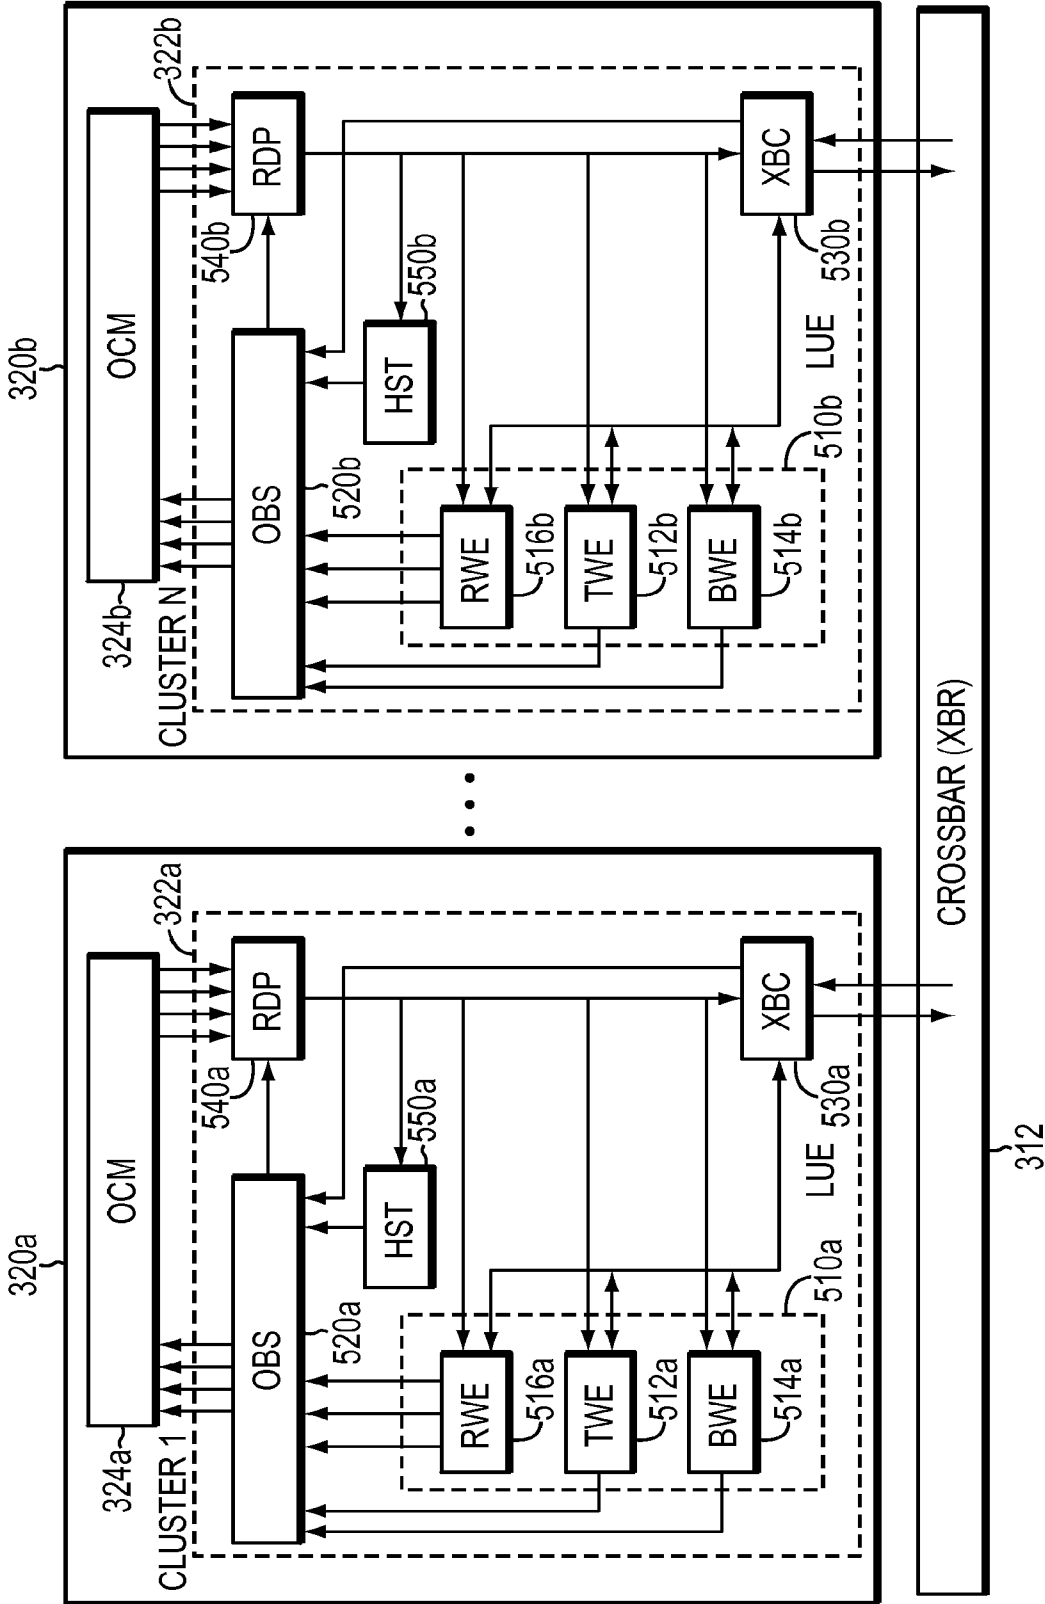 320a
324a
OCM
CLUSTER 1
322a
OBS
520a
540a
RDP
HST
550a
510a
RWE
516a
TWE
512a
BWE
514a
LUE
XBC
530a
320b
324b
OCM
CLUSTER N
322b
OBS
520b
540b
RDP
HST
550b
510b
RWE
516b
TWE
512b
BWE
514b
LUE
XBC
530b
CROSSBAR (XBR)
312